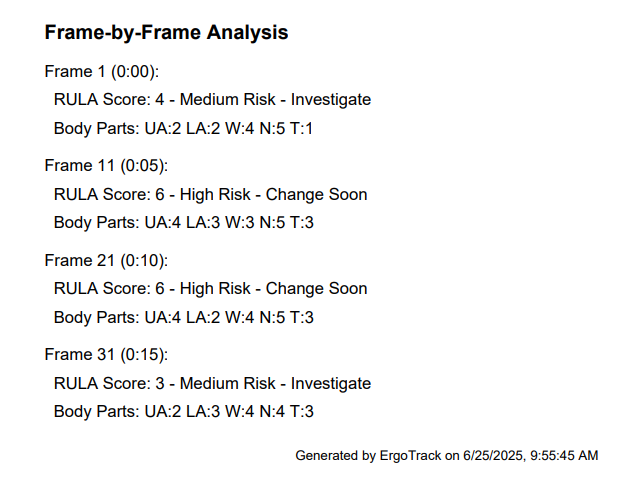 Frame-by-Frame Analysis
Frame 1 (0:00):
RULA Score: 4 - Medium Risk - Investigate
Body Parts: UA:2 LA:2 W:4 N:5 T:1
Frame 11 (0:05):
RULA Score: 6 - High Risk - Change Soon
Body Parts: UA:4 LA:3 W:3 N:5 T:3
Frame 21 (0:10):
RULA Score: 6 - High Risk - Change Soon
Body Parts: UA:4 LA:2 W:4 N:5 T:3
Frame 31 (0:15):
RULA Score: 3 - Medium Risk - Investigate
Body Parts: UA:2 LA:3 W:4 N:4 T:3
Generated by ErgoTrack on 6/25/2025, 9:55:45 AM